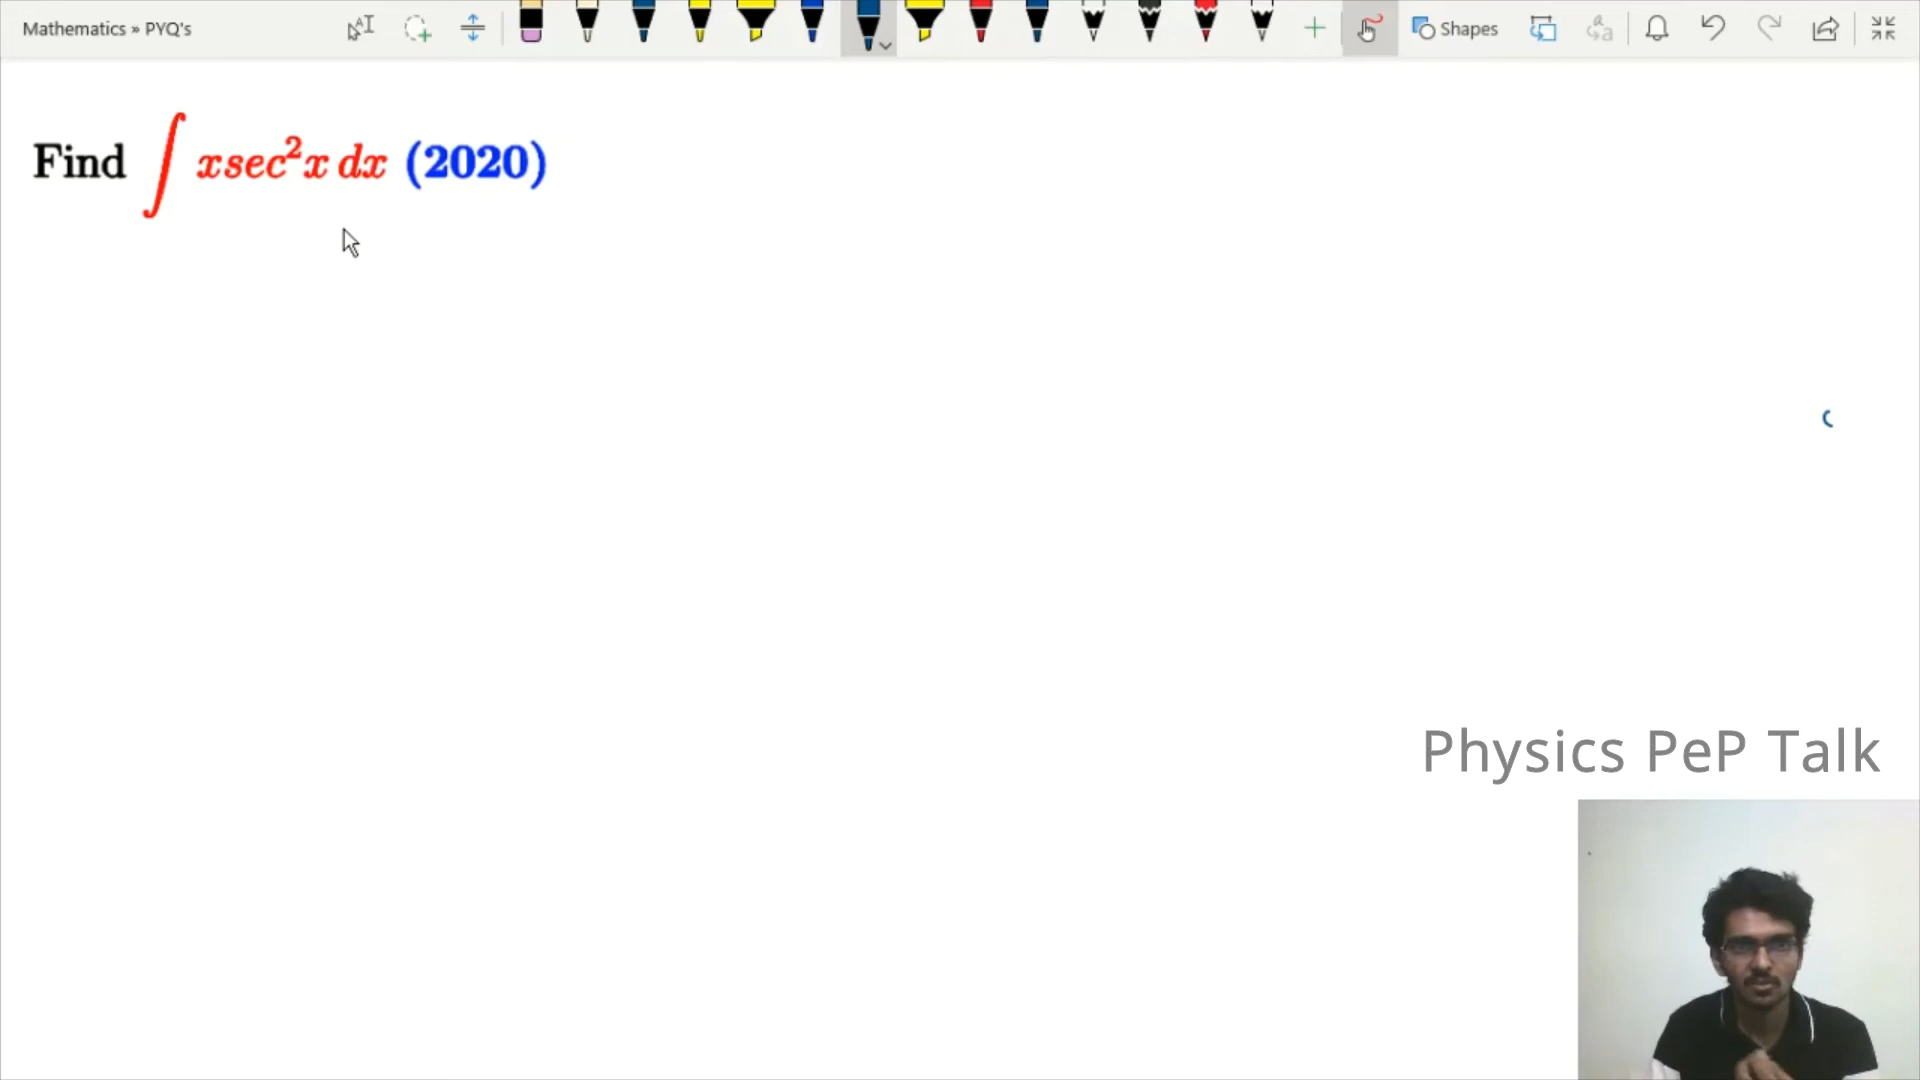 Mathematics » PYQ's
Shapes
Find ∫ xsec²x dx (2020)
Physics PeP Talk